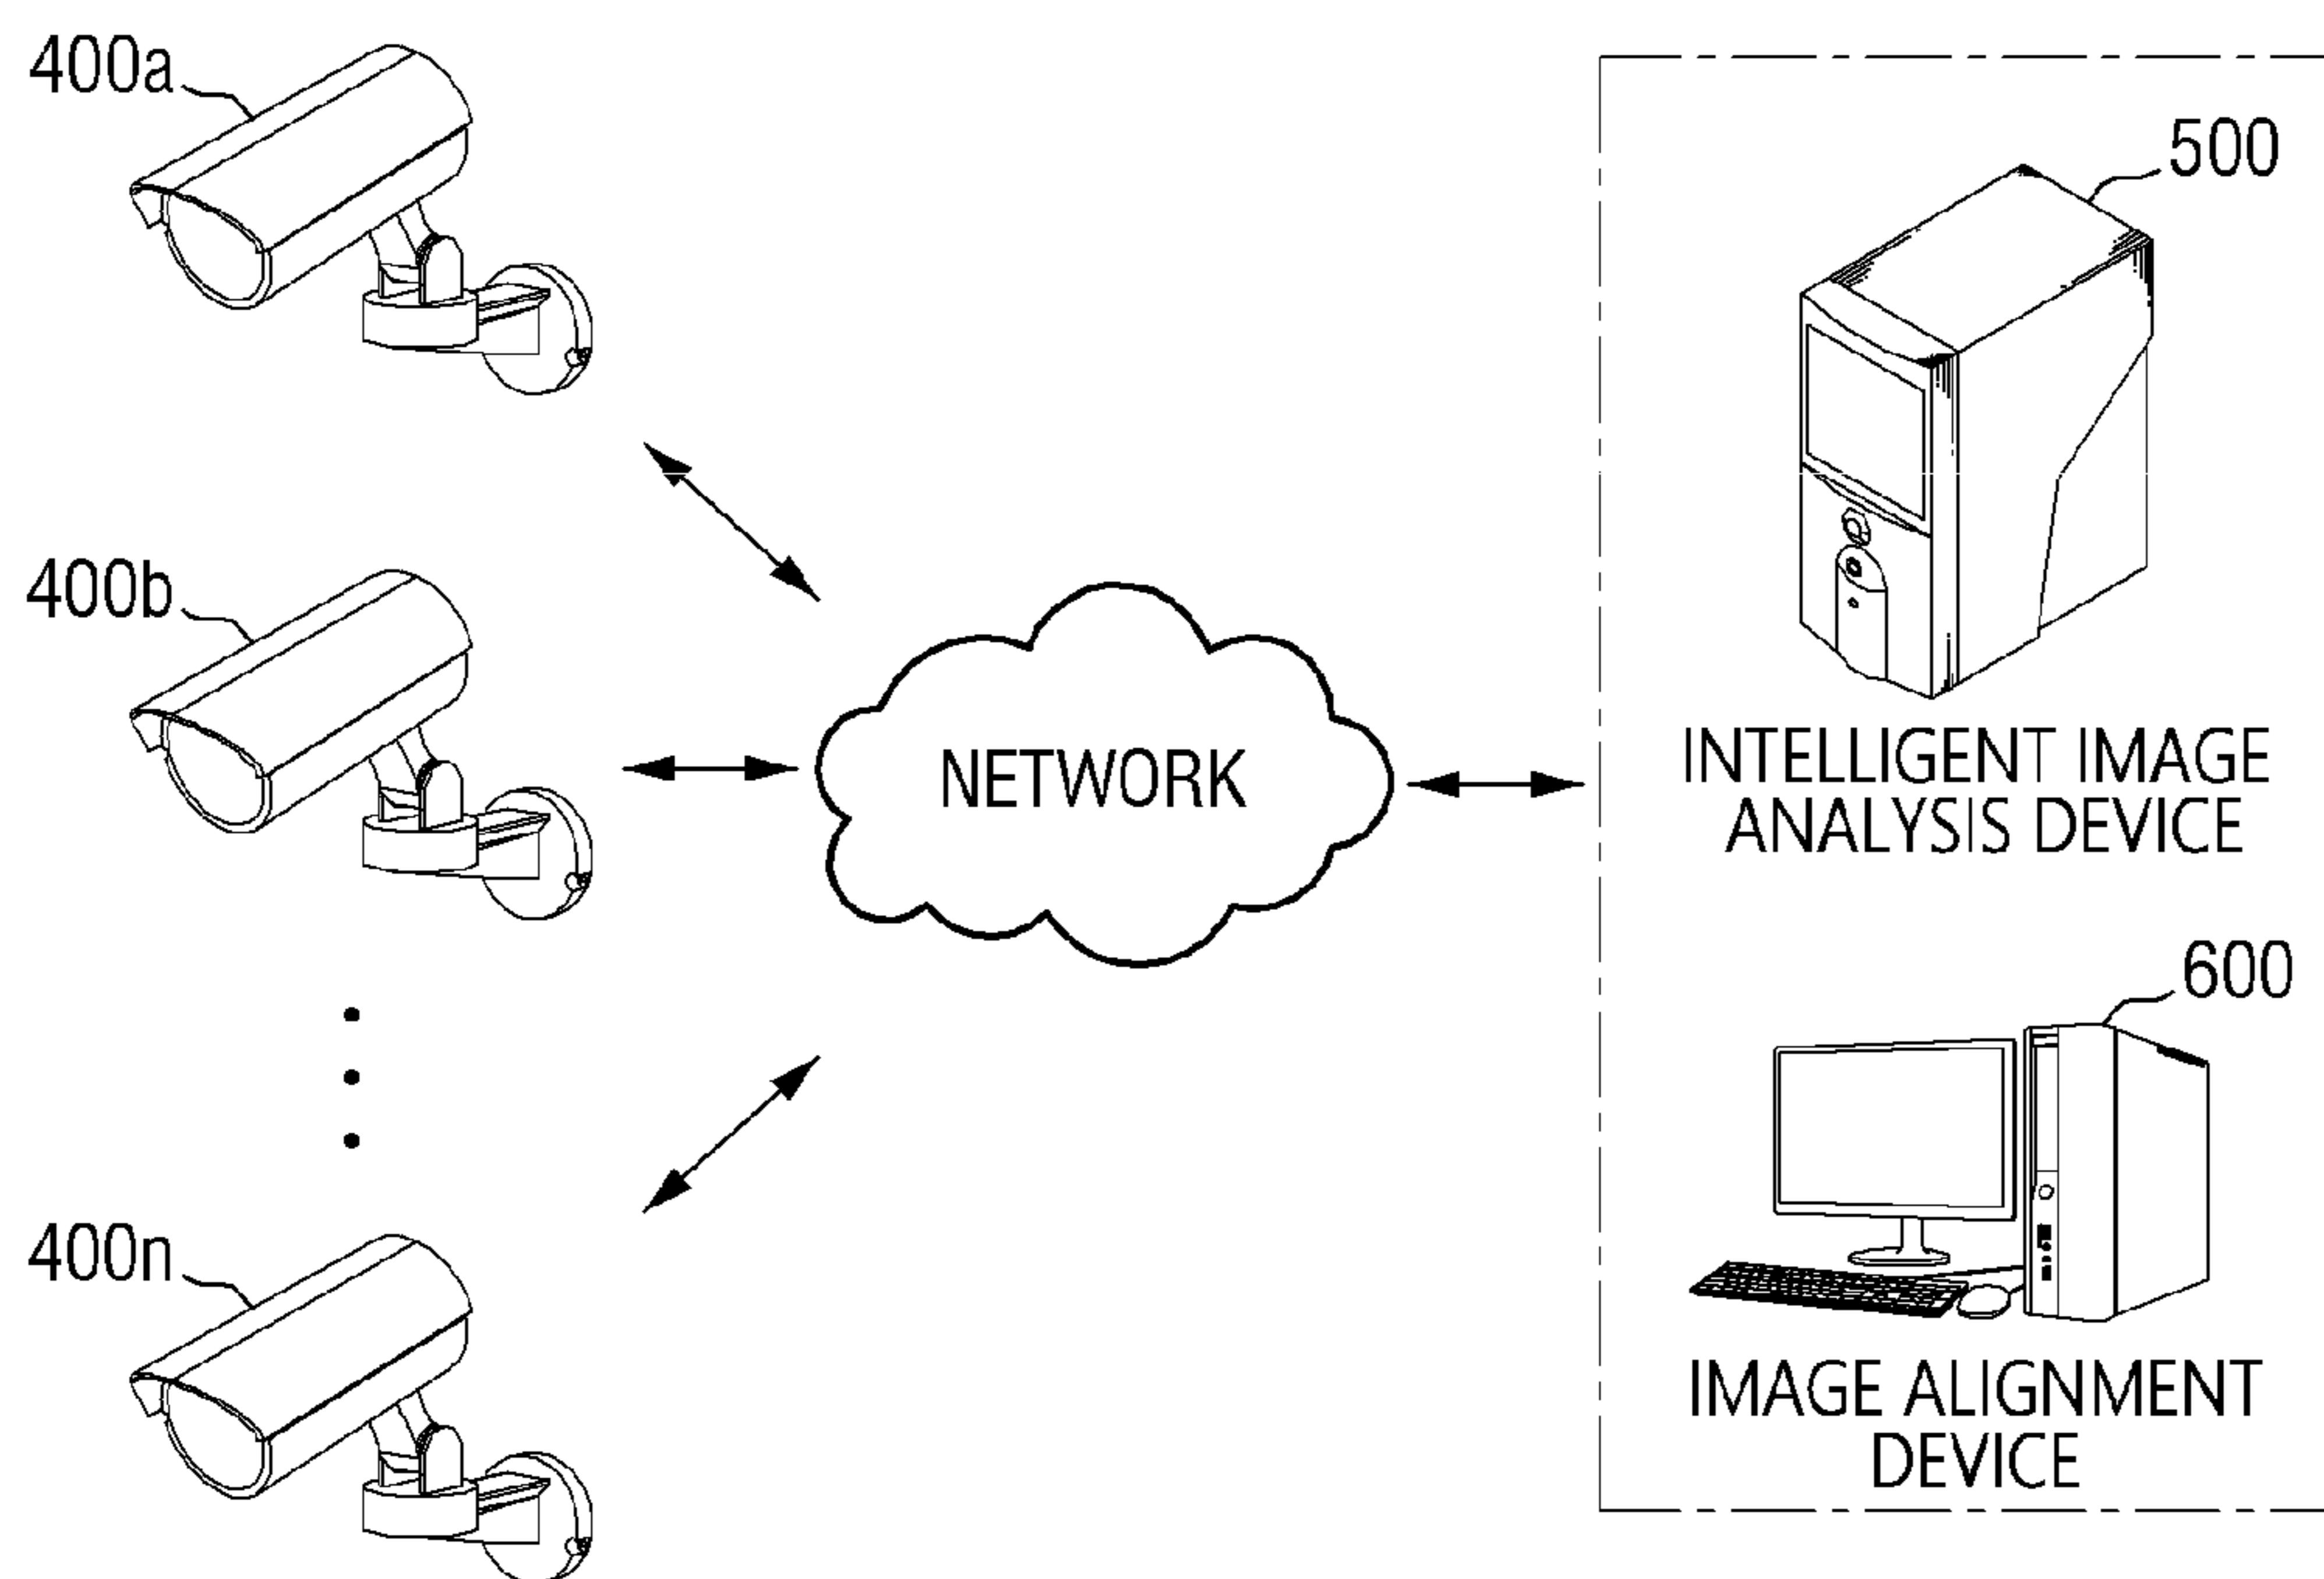 400a
500
400b
NETWORK
INTELLIGENT IMAGE
ANALYSIS DEVICE
600
400n
IMAGE ALIGNMENT
DEVICE